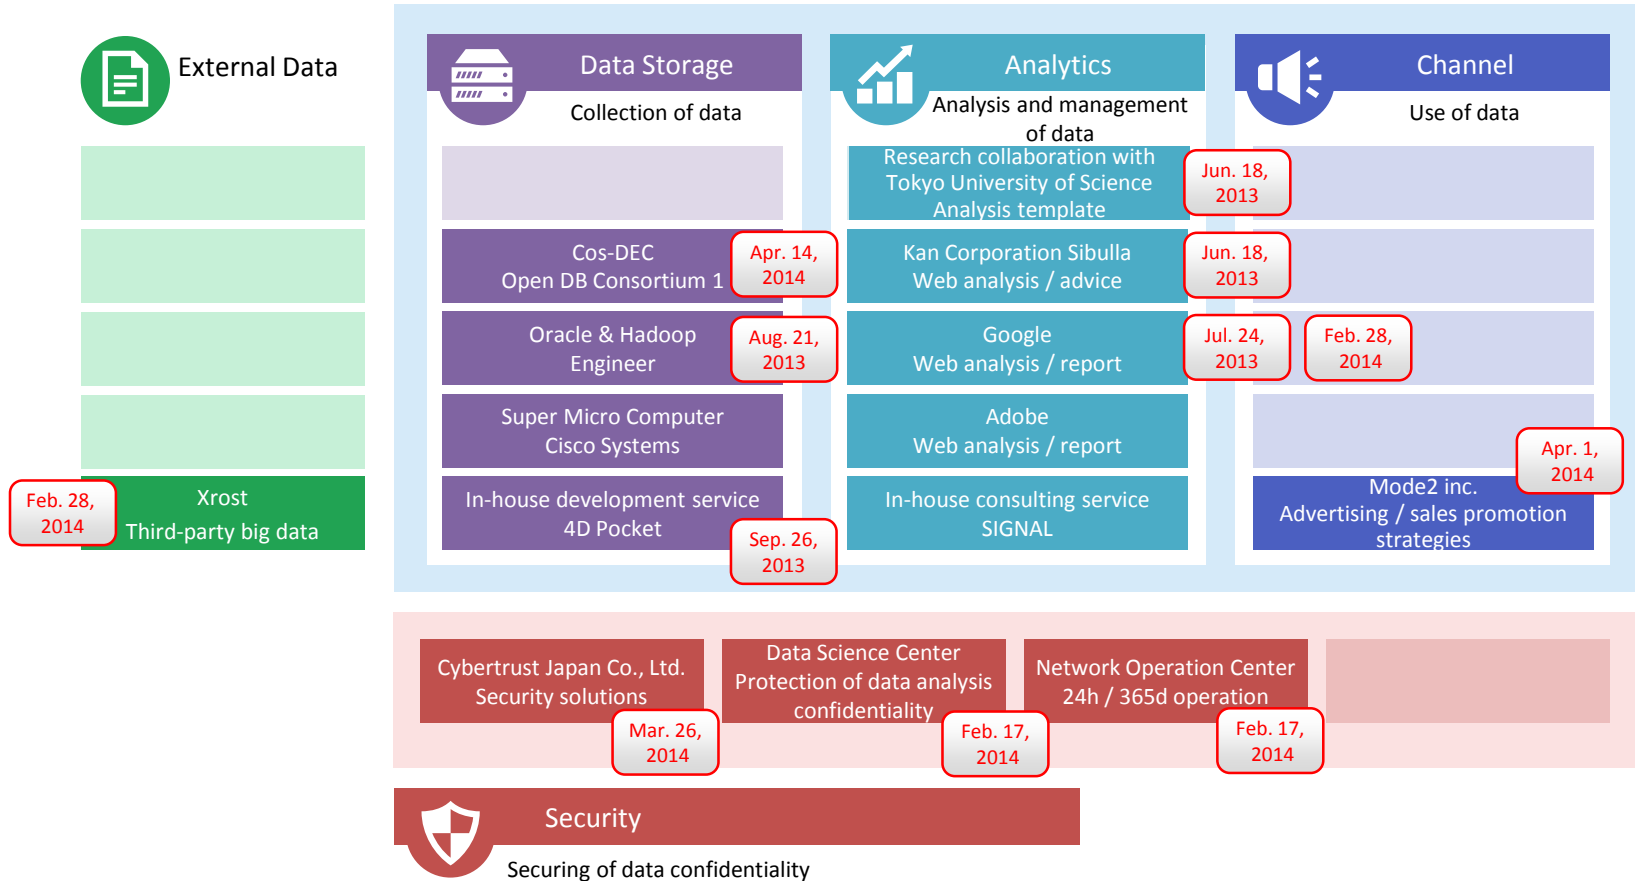 External Data
Data Storage
Collection of data
Analytics
Analysis and management
of data
Channel
Use of data
Research collaboration with
Tokyo University of Science
Analysis template
Jun. 18,
2013
Cos-DEC
Open DB Consortium 1
Apr. 14,
2014
Kan Corporation Sibulla
Web analysis / advice
Jun. 18,
2013
Oracle & Hadoop
Engineer
Aug. 21,
2013
Google
Web analysis / report
Jul. 24,
2013
Feb. 28,
2014
Super Micro Computer
Cisco Systems
Adobe
Web analysis / report
Apr. 1,
2014
Feb. 28,
2014
Xrost
Third-party big data
In-house development service
4D Pocket
Sep. 26,
2013
In-house consulting service
SIGNAL
Mode2 inc.
Advertising / sales promotion
strategies
Cybertrust Japan Co., Ltd.
Security solutions
Mar. 26,
2014
Data Science Center
Protection of data analysis
confidentiality
Feb. 17,
2014
Network Operation Center
24h / 365d operation
Feb. 17,
2014
Security
Securing of data confidentiality